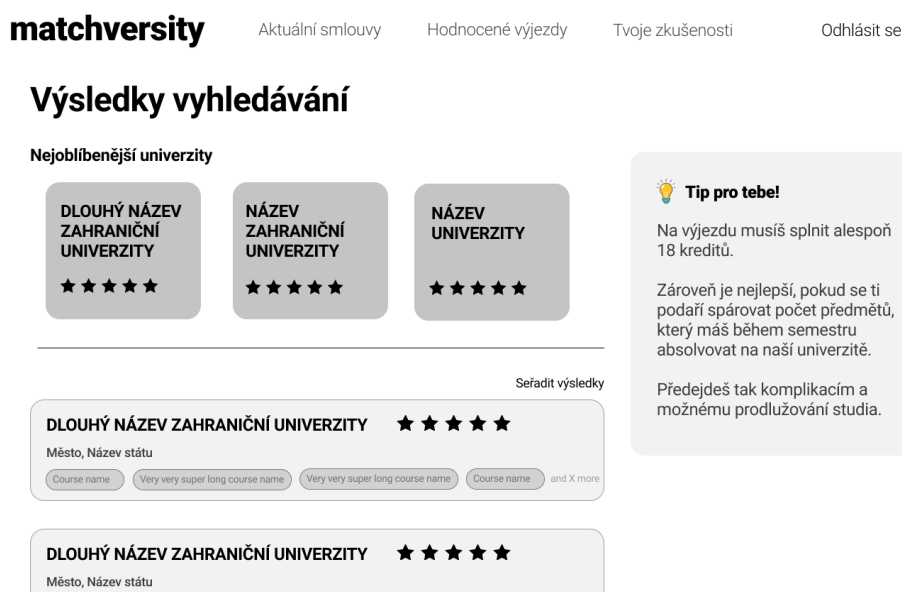 matchversity
Aktuální smlouvy
Hodnocené výjezdy
Tvoje zkušenosti
Odhlásit se
Výsledky vyhledávání
Nejoblíbenější univerzity
DLOUHÝ NÁZEV
ZAHRANIČNÍ
UNIVERZITY
NÁZEV
ZAHRANIČNÍ
UNIVERZITY
NÁZEV
UNIVERZITY
Tip pro tebe!
Na výjezdu musíš splnit alespoň
18 kreditů.
Zároveň je nejlepší, pokud se ti
podaří spárovat počet předmětů,
který máš během semestru
absolvovat na naší univerzitě.
Předejdeš tak komplikacím a
možnému prodlužování studia.
Seřadit výsledky
DLOUHÝ NÁZEV ZAHRANIČNÍ UNIVERZITY
Město, Název státu
Course name
Very very super long course name
Very very super long course name
Course name
and X more
DLOUHÝ NÁZEV ZAHRANIČNÍ UNIVERZITY
Město, Název státu